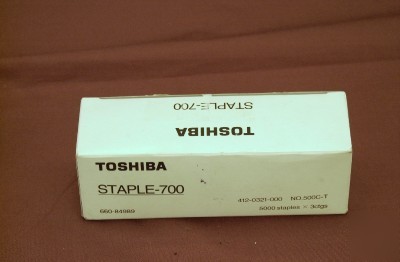 STAPLE-700
TOSHIBA
TOSHIBA
STAPLE-700
412-0321-000 NO.500C-T
660-84989
5000 staples × 3ctgs